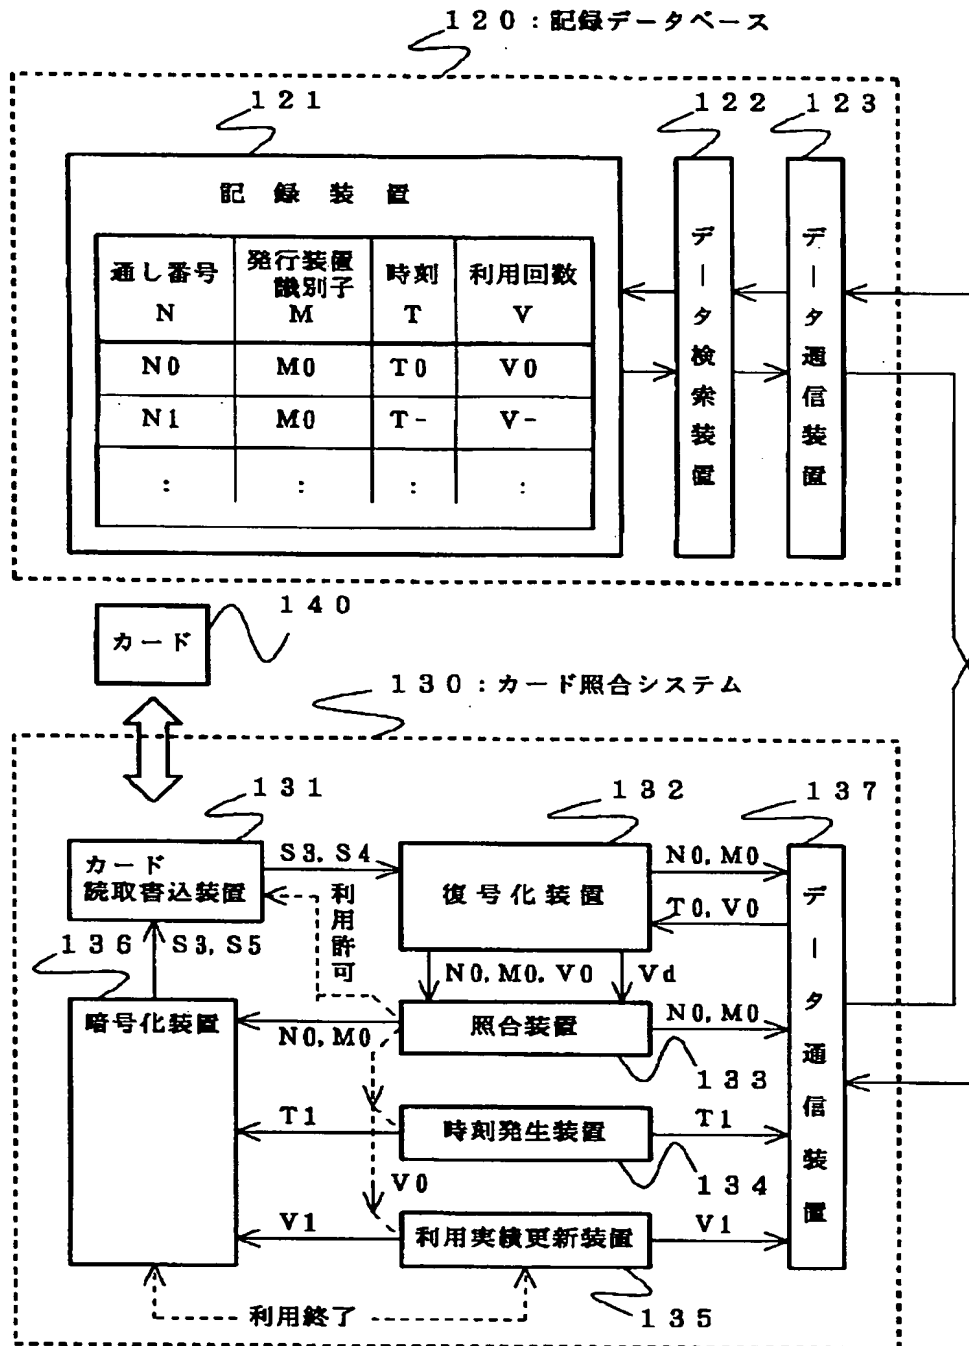 120:記録データベース
121
122
123
記録装置
通し番号
N
発行装置
識別子
M
時刻
T
利用回数
V
N0 M0 T0 V0
N1 M0 T- V-
: : : :
データ検索装置
データ通信装置
140
カード
130:カード照合システム
131
132
137
カード
読取書込装置
S3,S4
復号化装置
N0,M0
T0,V0
利用許可
136
S3,S5
N0,M0,V0
Vd
暗号化装置
N0,M0
照合装置
N0,M0
133
T1
時刻発生装置
T1
134
V0
V1
利用実績更新装置
V1
135
利用終了
データ通信装置